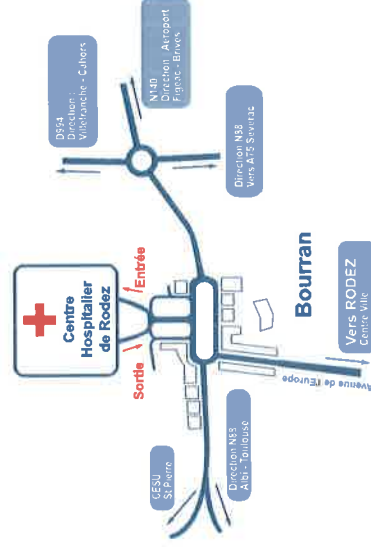 D994
Direction :
Villefranche - Cahors
N140
Direction : Aéroport
Figeac - Brives
Direction N88
Vers A75 Sévérac
Centre
Hospitalier
de Rodez
Entrée
Sortie
Bourran
Vers RODEZ
Centre Ville
Avenue de l'Europe
CESU
St Pierre
Direction N88
Albi - Toulouse